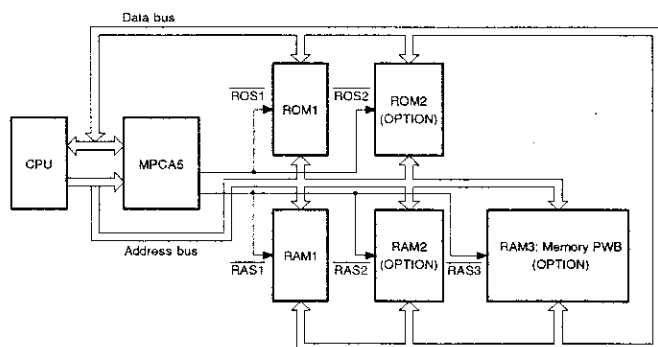 Data bus
ROS1
ROM1
ROS2
ROM2
(OPTION)
CPU
MPCA5
Address bus
RAS1
RAM1
RAS2
RAM2
(OPTION)
RAS3
RAM3: Memory PWB
(OPTION)